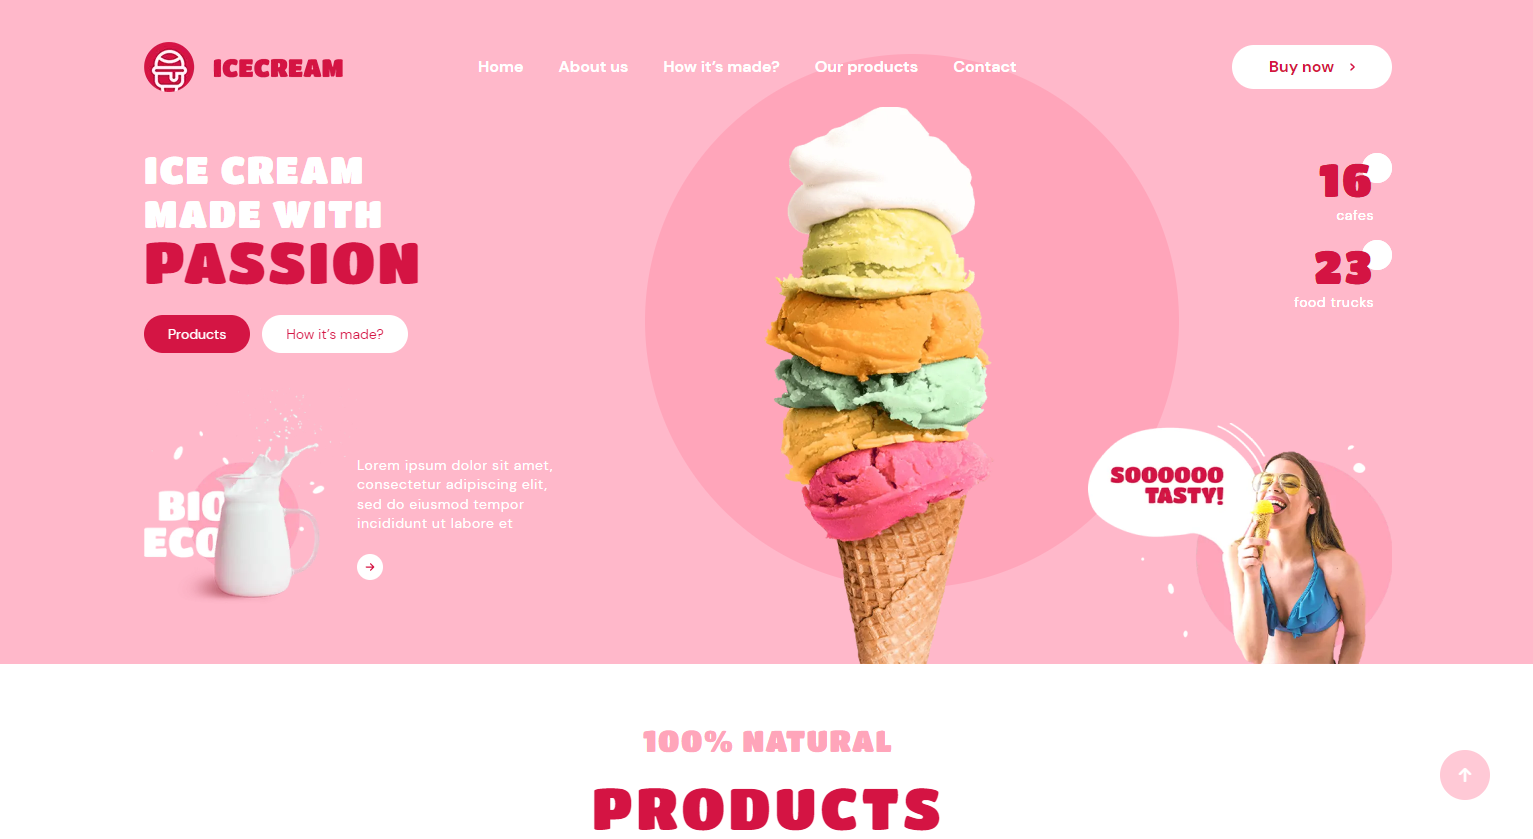 ICECREAM
Home
About us
How it's made?
Our products
Contact
Buy now
ICE CREAM
MADE WITH
PASSION
Products
How it's made?
16
cafes
23
food trucks
BIO
ECO
Lorem ipsum dolor sit amet,
consectetur adipiscing elit,
sed do eiusmod tempor
incididunt ut labore et
SOOOOOO
TASTY!
100% NATURAL
PRODUCTS